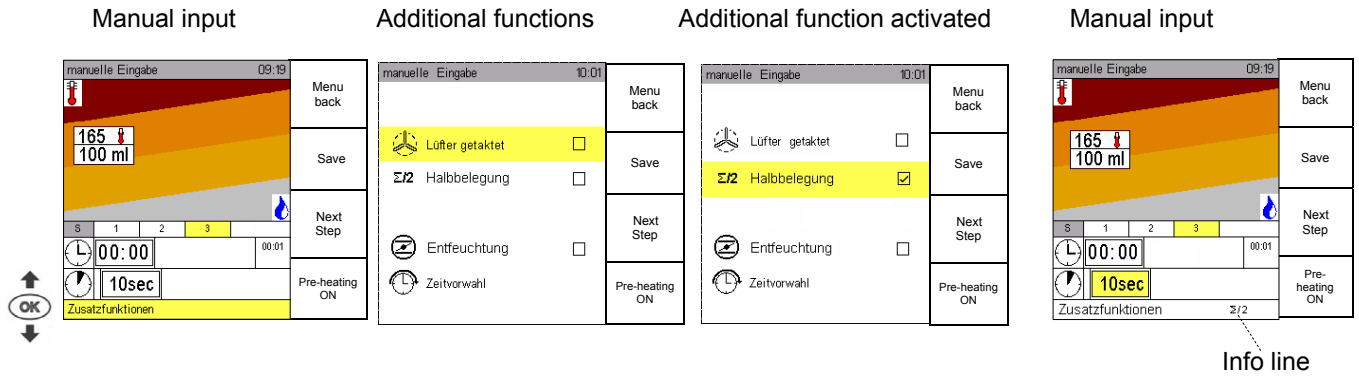 Manual input
Additional functions
Additional function activated
Manual input
manuelle Eingabe 09:19
165
100 ml
S 1 2 3
00:00 00:01
10sec
Zusatzfunktionen
Menu
back
Save
Next
Step
Pre-heating
ON
OK
manuelle Eingabe 10:01
Lüfter getaktet
Σ/2 Halbbelegung
Entfeuchtung
Zeitvorwahl
Menu
back
Save
Next
Step
Pre-heating
ON
manuelle Eingabe 10:01
Lüfter getaktet
Σ/2 Halbbelegung
Entfeuchtung
Zeitvorwahl
Menu
back
Save
Next
Step
Pre-heating
ON
manuelle Eingabe 09:19
165
100 ml
S 1 2 3
00:00 00:01
10sec
Zusatzfunktionen Σ/2
Menu
back
Save
Next
Step
Pre-
heating
ON
Info line